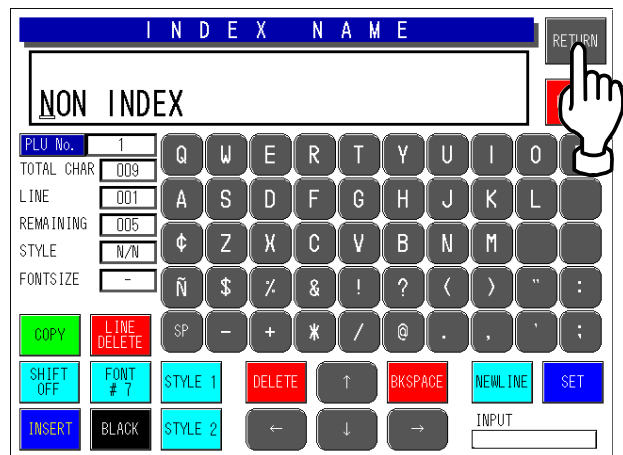 INDEX NAME
RETURN
NON INDEX
PLU No. 1
TOTAL CHAR 009
LINE 001
REMAINING 005
STYLE N/N
FONTSIZE -
Q W E R T Y U I O
A S D F G H J K L
¢ Z X C V B N M
Ñ $ % & ! ? ( ) " :
SP - + * / @ . , ' ;
COPY LINE DELETE
SHIFT OFF FONT # 7 STYLE 1 DELETE ↑ BKSPACE NEWLINE SET
INSERT BLACK STYLE 2 ← ↓ → INPUT